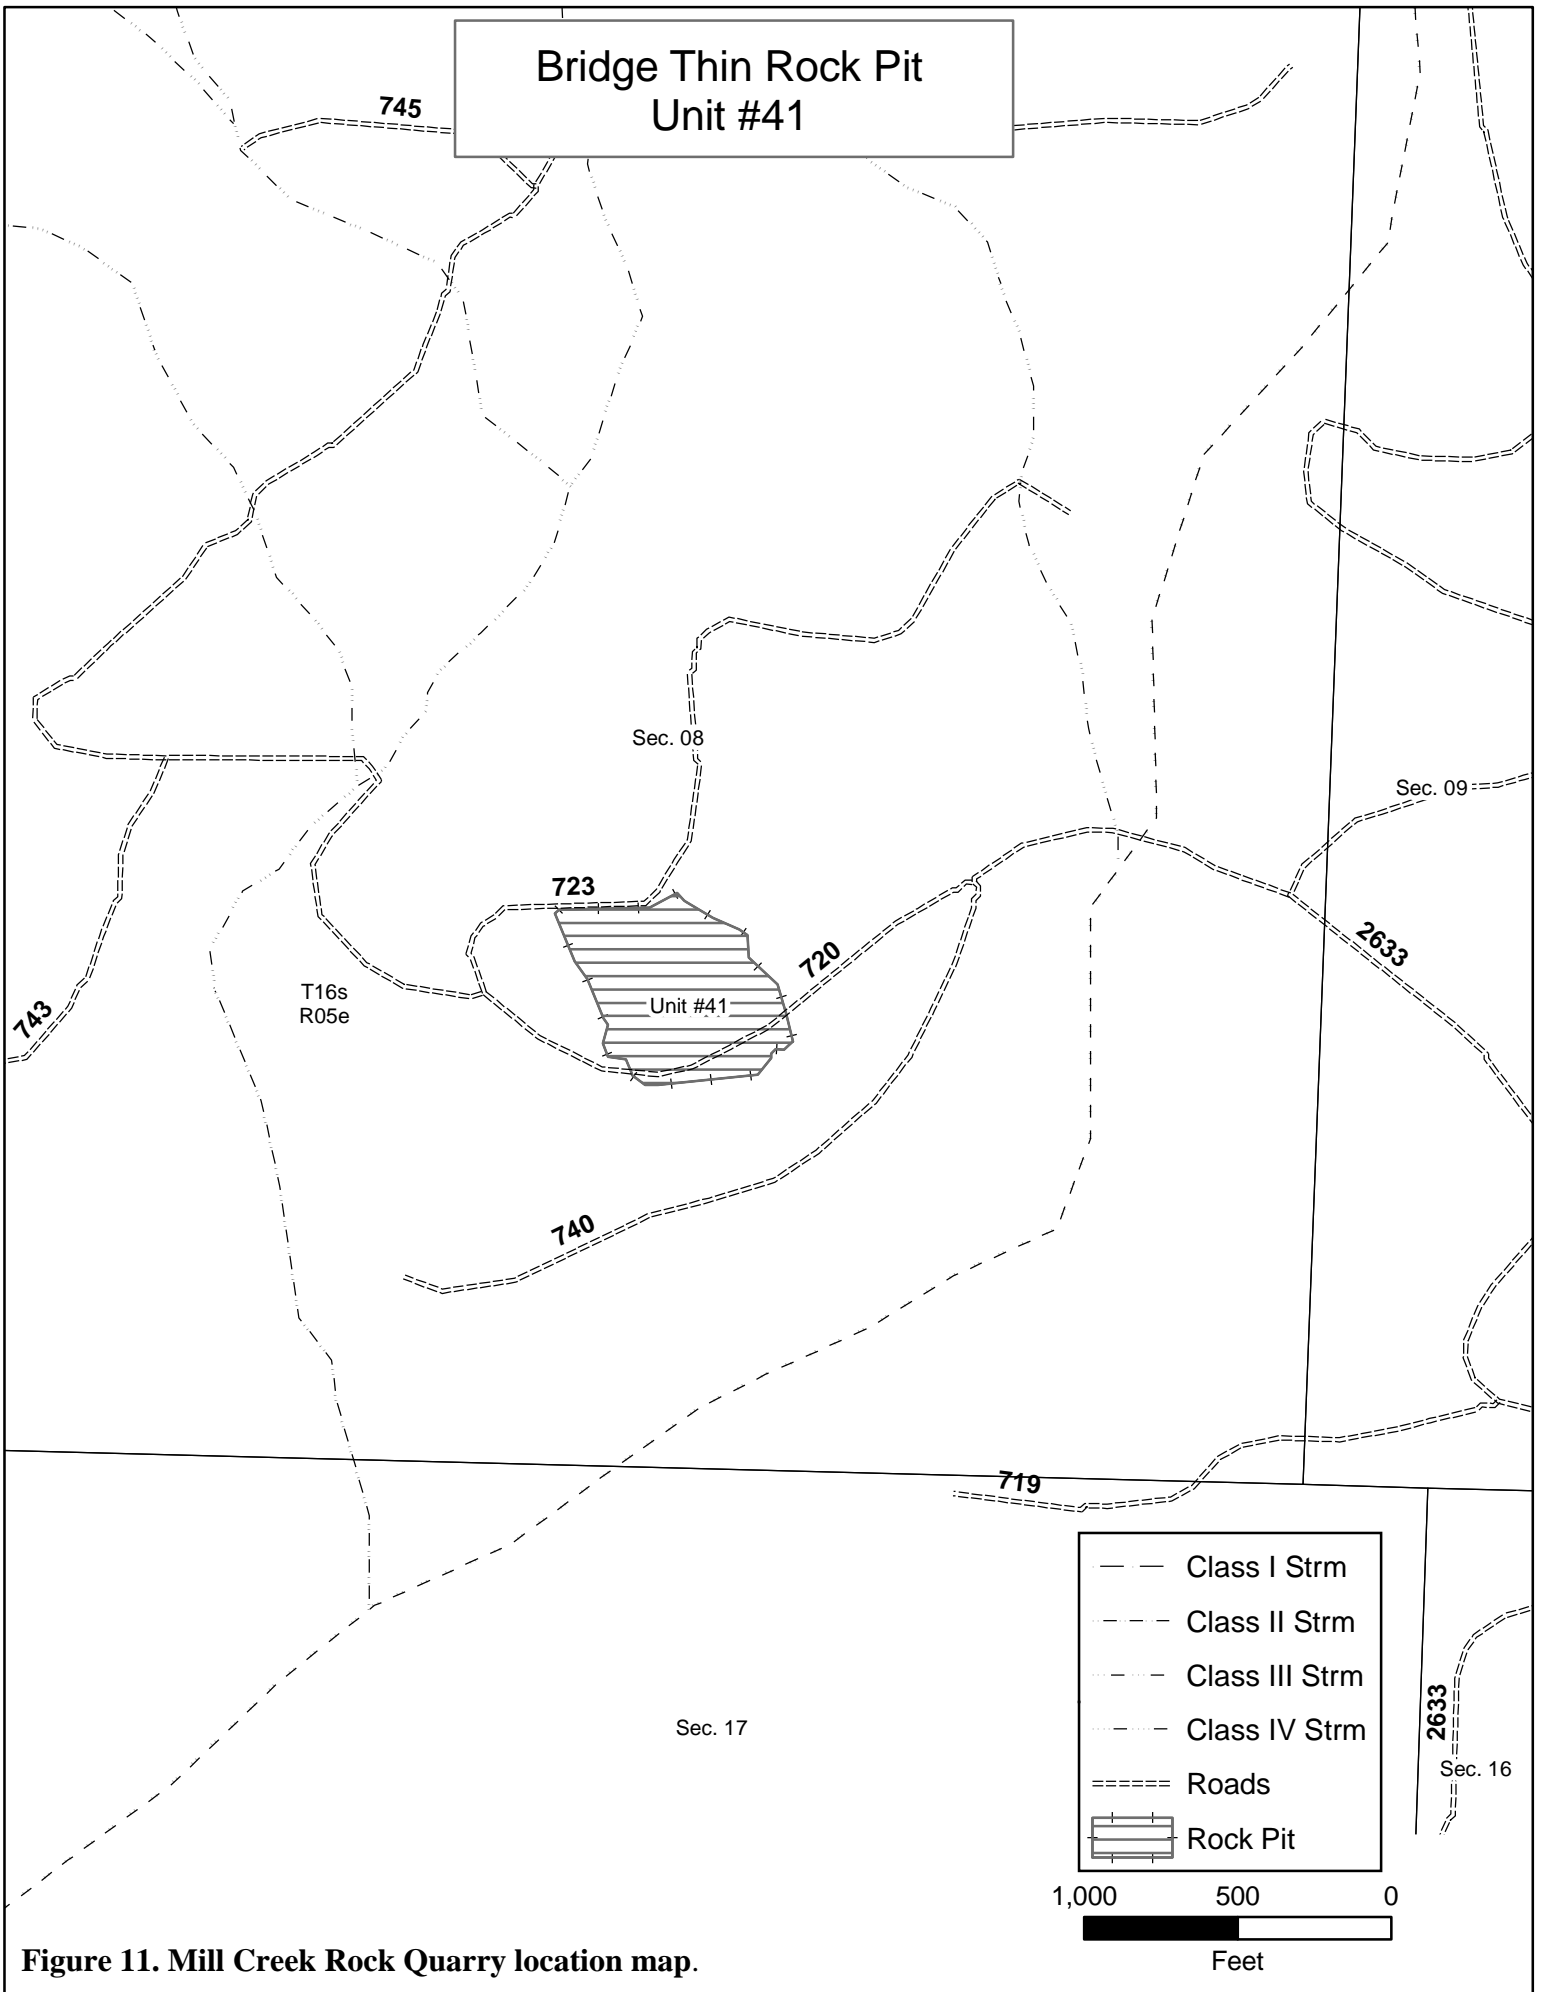 Bridge Thin Rock Pit
Unit #41
745
Sec. 08
Sec. 09
723
720
2633
Unit #41
T16s
R05e
743
740
719
Class I Strm
Class II Strm
Class III Strm
Class IV Strm
Roads
Rock Pit
2633
Sec. 17
Sec. 16
1,000 500 0
Feet
Figure 11. Mill Creek Rock Quarry location map.